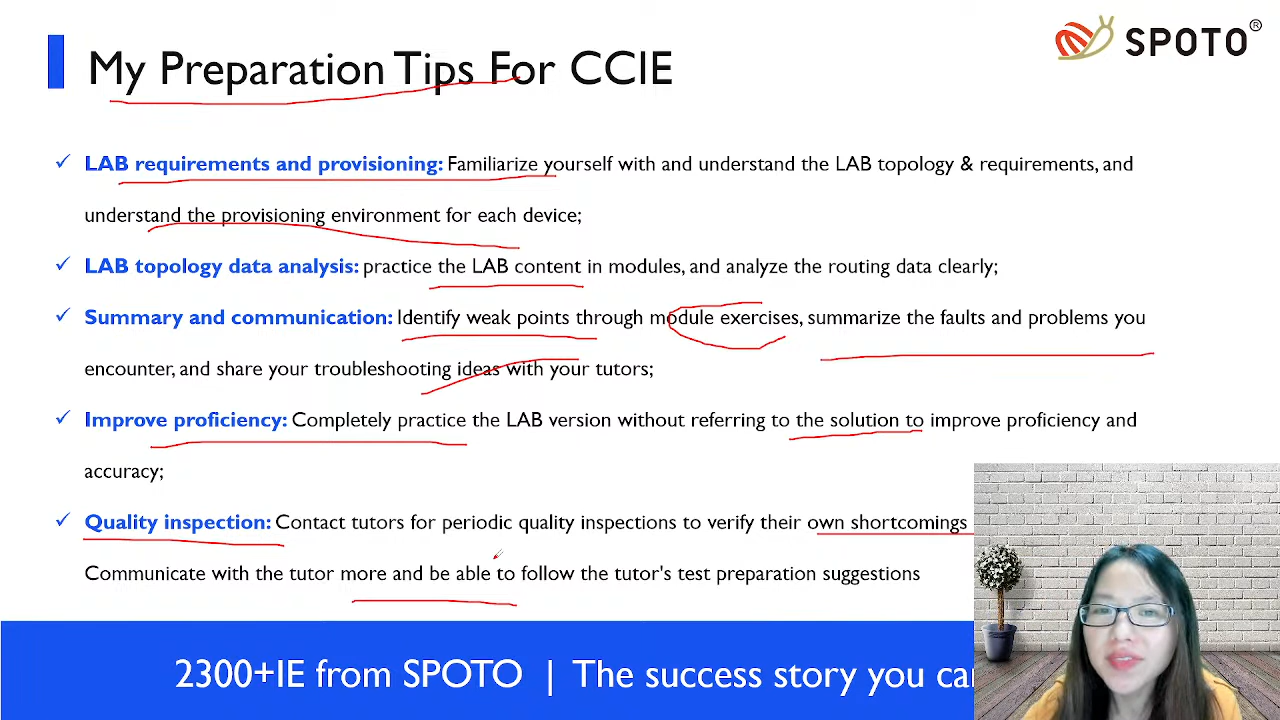 SPOTO®
My Preparation Tips For CCIE
✓ LAB requirements and provisioning: Familiarize yourself with and understand the LAB topology & requirements, and
understand the provisioning environment for each device;
✓ LAB topology data analysis: practice the LAB content in modules, and analyze the routing data clearly;
✓ Summary and communication: Identify weak points through module exercises, summarize the faults and problems you
encounter, and share your troubleshooting ideas with your tutors;
✓ Improve proficiency: Completely practice the LAB version without referring to the solution to improve proficiency and
accuracy;
✓ Quality inspection: Contact tutors for periodic quality inspections to verify their own shortcomings
Communicate with the tutor more and be able to follow the tutor's test preparation suggestions
2300+IE from SPOTO | The success story you